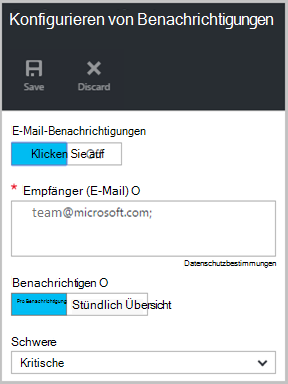 Konfigurieren von Benachrichtigungen
Save Discard
E-Mail-Benachrichtigungen
Klicken Sie auf Off
* Empfänger (E-Mail) O
team@microsoft.com;
Datenschutzbestimmungen
Benachrichtigen O
Pro Benachrichtigung Stündlich Übersicht
Schwere
Kritische